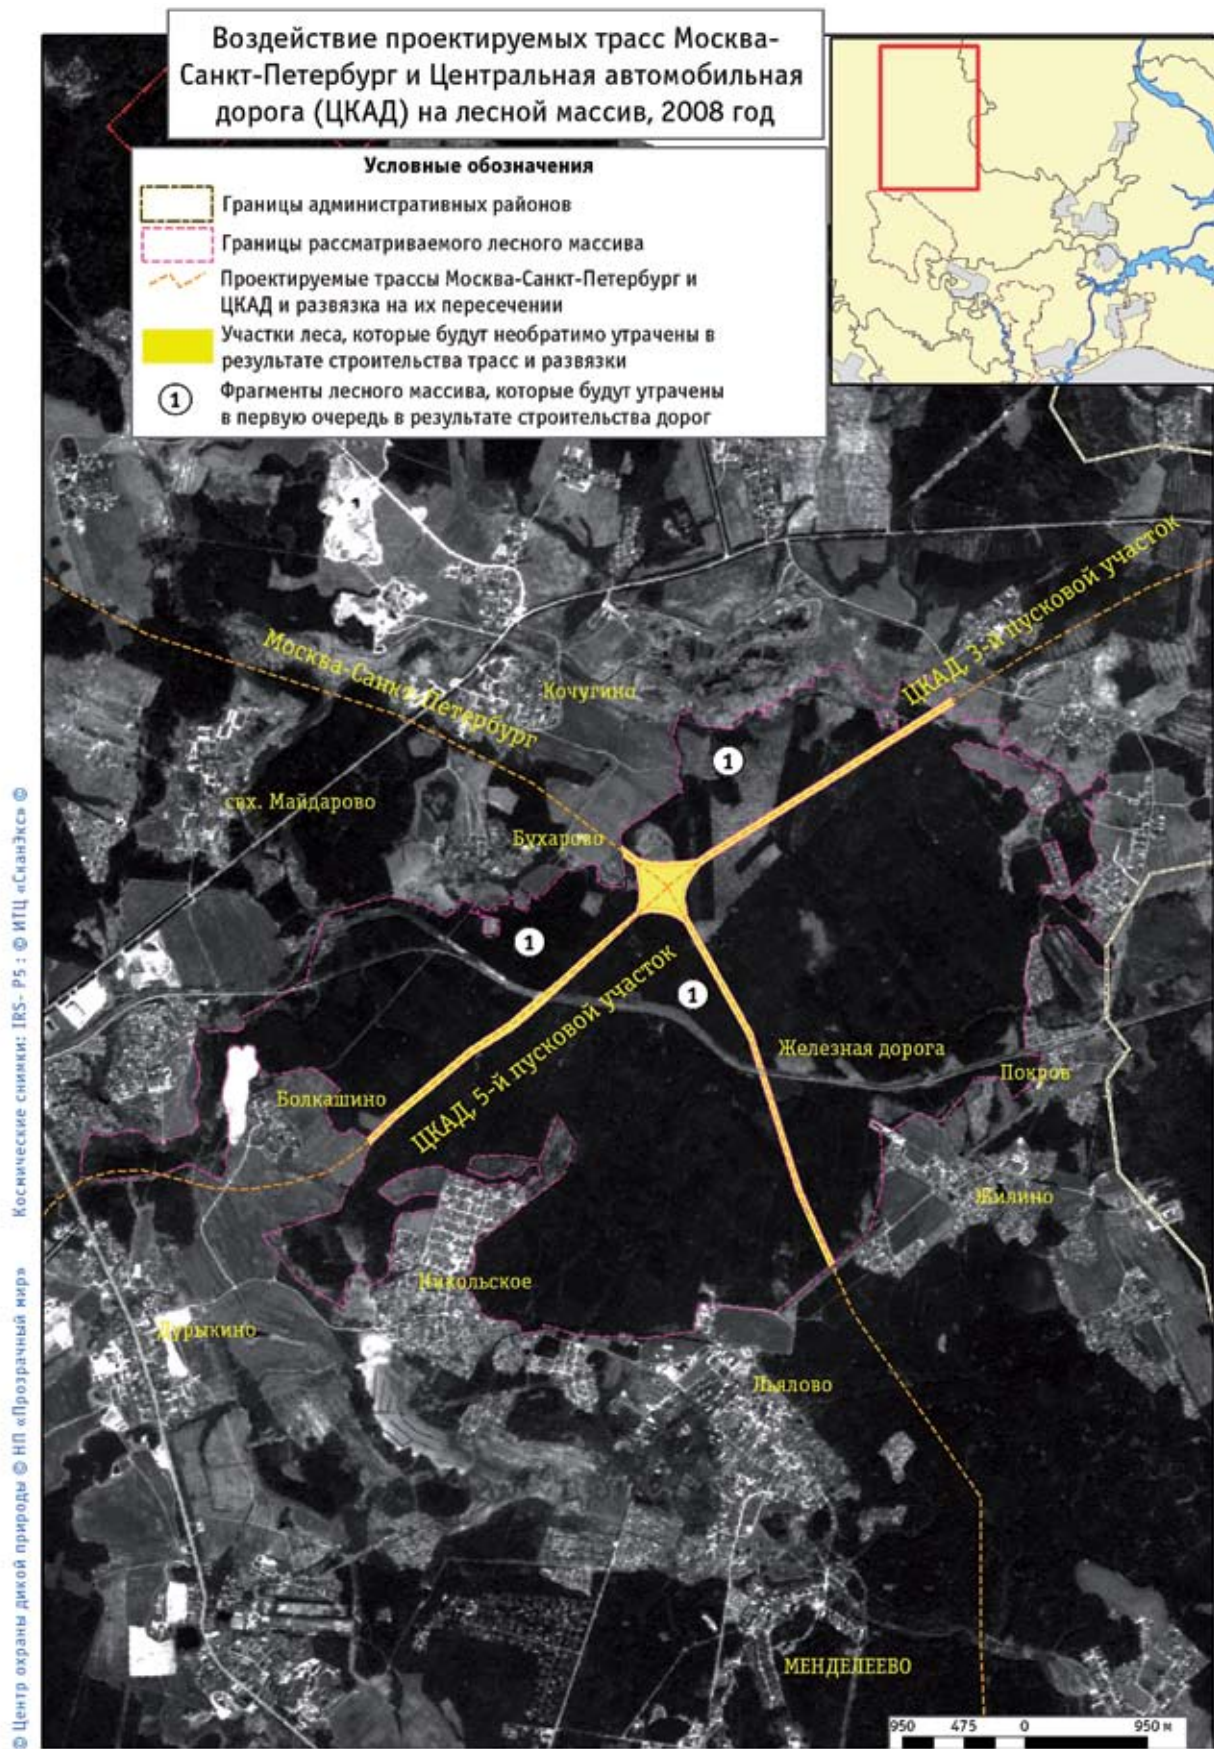 Воздействие проектируемых трасс Москва-
Санкт-Петербург и Центральная автомобильная
дорога (ЦКАД) на лесной массив, 2008 год
Условные обозначения
Границы административных районов
Границы рассматриваемого лесного массива
Проектируемые трассы Москва-Санкт-Петербург и
ЦКАД и развязка на их пересечении
Участки леса, которые будут необратимо утрачены в
результате строительства трасс и развязки
1
Фрагменты лесного массива, которые будут утрачены
в первую очередь в результате строительства дорог
ЦКАД, 3-й пусковой участок
Москва-Санкт-Петербург
Кочугино
1
свх. Майдарово
Бухарово
1
1
ЦКАД, 5-й пусковой участок
Железная дорога
Покров
Болкашино
Жилино
Никольское
Дурыкино
Льялово
МЕНДЕЛЕЕВО
950 475 0 950 м
© Центр охраны дикой природы © НП «Прозрачный мир» Космические снимки: IRS- P5 : © ИТЦ «СканЭкс» ©